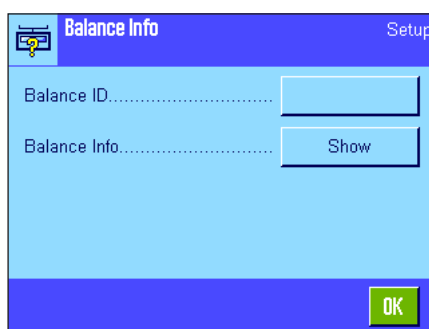 Balance Info Setup
Balance ID............................
Balance Info.......................... Show
OK